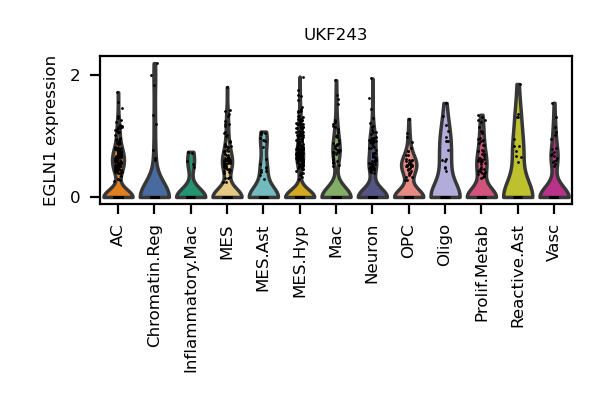 UKF243
EGLN1 expression
2
0
AC
Chromatin.Reg
Inflammatory.Mac
MES
MES.Ast
MES.Hyp
Mac
Neuron
OPC
Oligo
Prolif.Metab
Reactive.Ast
Vasc